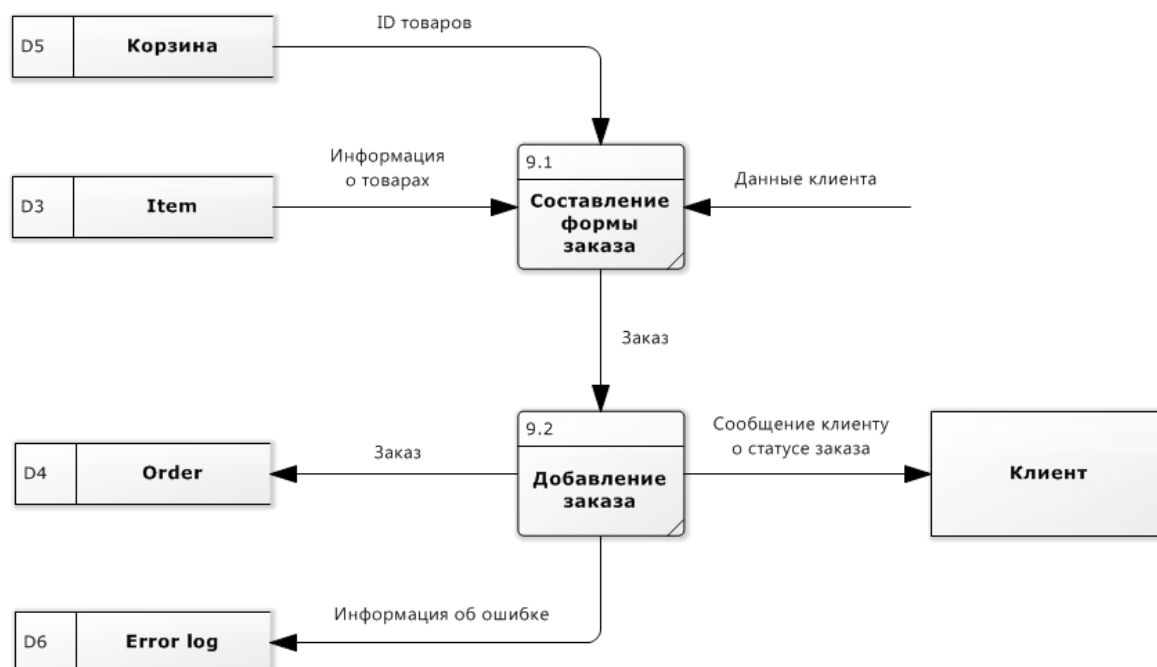 ID товаров
D5
Корзина
Информация
о товарах
9.1
Данные клиента
D3
Item
Составление
формы
заказа
Заказ
9.2
Сообщение клиенту
о статусе заказа
Заказ
D4
Order
Добавление
заказа
Клиент
Информация об ошибке
D6
Error log